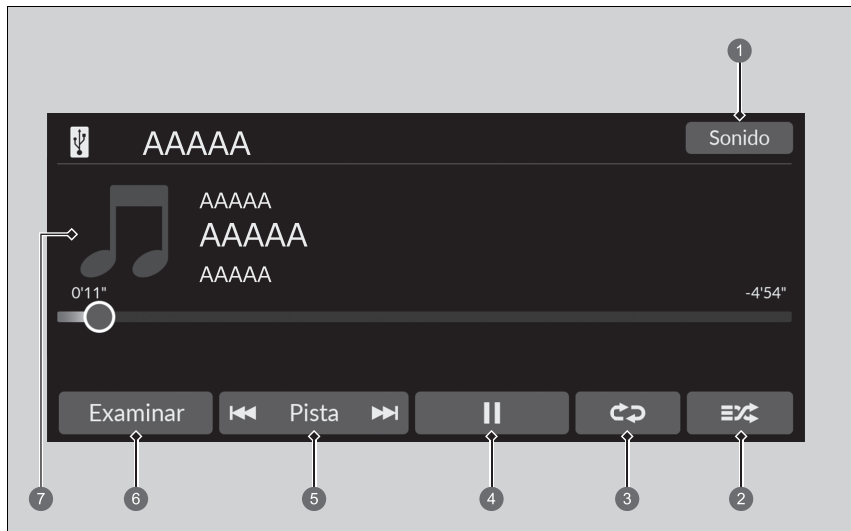 1
AAAAA
Sonido
AAAAA
AAAAA
AAAAA
0'11"
-4'54"
Examinar
Pista
7
6
5
4
3
2